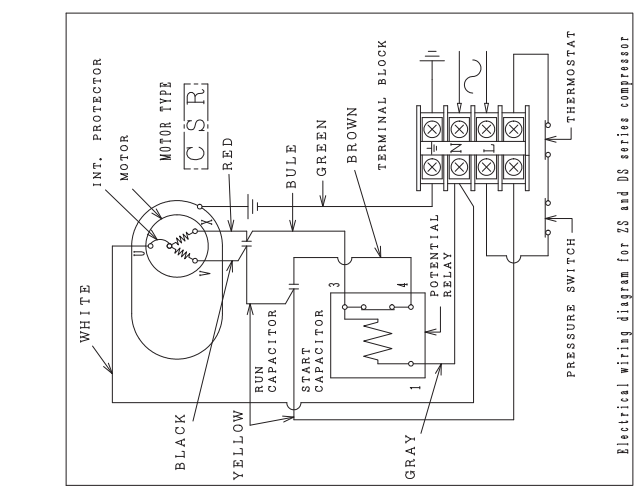 INT. PROTECTOR
MOTOR
MOTOR TYPE
CSR
RED
BULE
GREEN
BROWN
TERMINAL BLOCK
THERMOSTAT
U
X
V
N
L
WHITE
3
4
1
POTENTIAL
RELAY
PRESSURE SWITCH
RUN
CAPACITOR
START
CAPACITOR
BLACK
YELLOW
GRAY
Electrical wiring diagram for ZS and DS series compressor